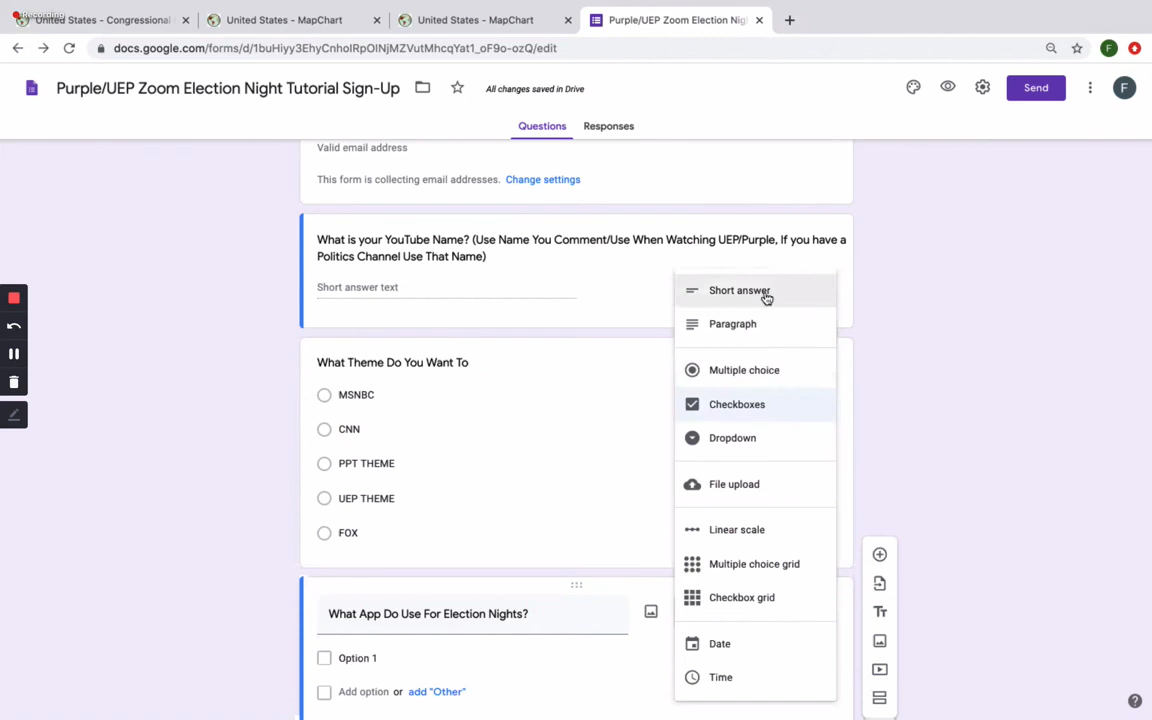 Recording
United States - Congressional
United States - MapChart
United States - MapChart
Purple/UEP Zoom Election Nig
docs.google.com/forms/d/1buHiyy3EhyCnhoIRpOlNjMZVutMhcqYat1_oF9o-ozQ/edit
F
Purple/UEP Zoom Election Night Tutorial Sign-Up
All changes saved in Drive
Send
F
Questions
Responses
Valid email address
This form is collecting email addresses. Change settings
What is your YouTube Name? (Use Name You Comment/Use When Watching UEP/Purple, If you have a
Politics Channel Use That Name)
Short answer text
What Theme Do You Want To
MSNBC
CNN
PPT THEME
UEP THEME
FOX
What App Do Use For Election Nights?
Option 1
Add option or add "Other"
Short answer
Paragraph
Multiple choice
Checkboxes
Dropdown
File upload
Linear scale
Multiple choice grid
Checkbox grid
Date
Time